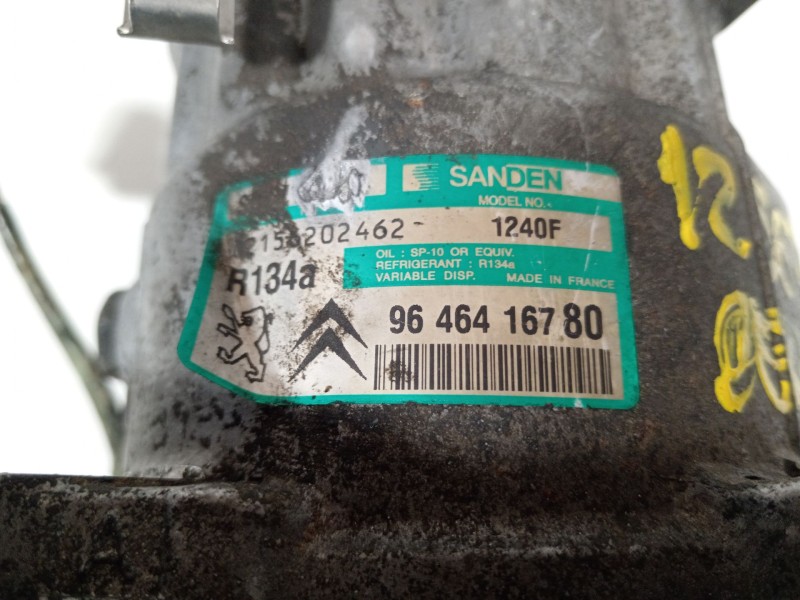 SANDEN
MODEL NO.
202462 1240F
OIL : SP-10 OR EQUIV.
REFRIGERANT : R134a
VARIABLE DISP. MADE IN FRANCE
R134a
96 464 167 80
12